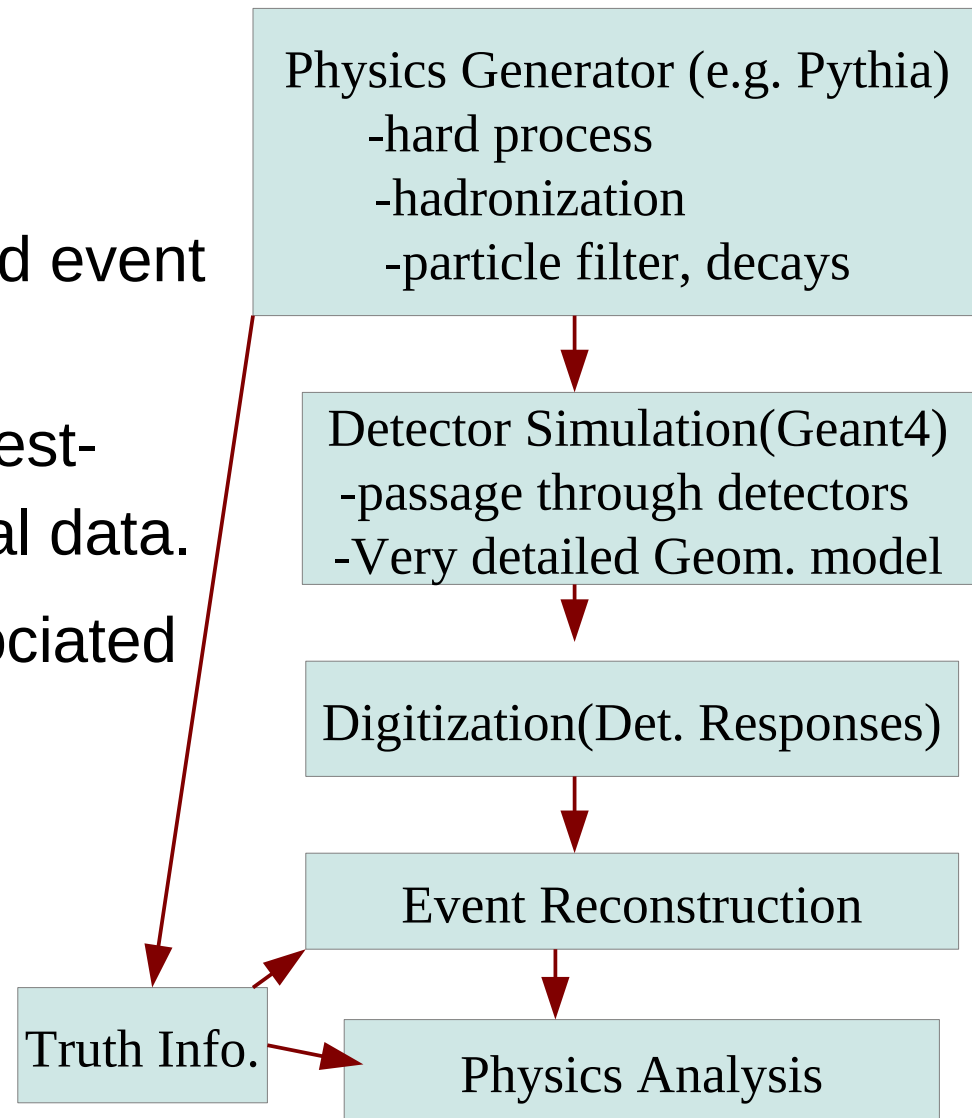 Physics Generator (e.g. Pythia)
-hard process
-hadronization
-particle filter, decays
d event
est-
al data.
ociated
Detector Simulation(Geant4)
-passage through detectors
-Very detailed Geom. model
Digitization(Det. Responses)
Event Reconstruction
Truth Info.
Physics Analysis